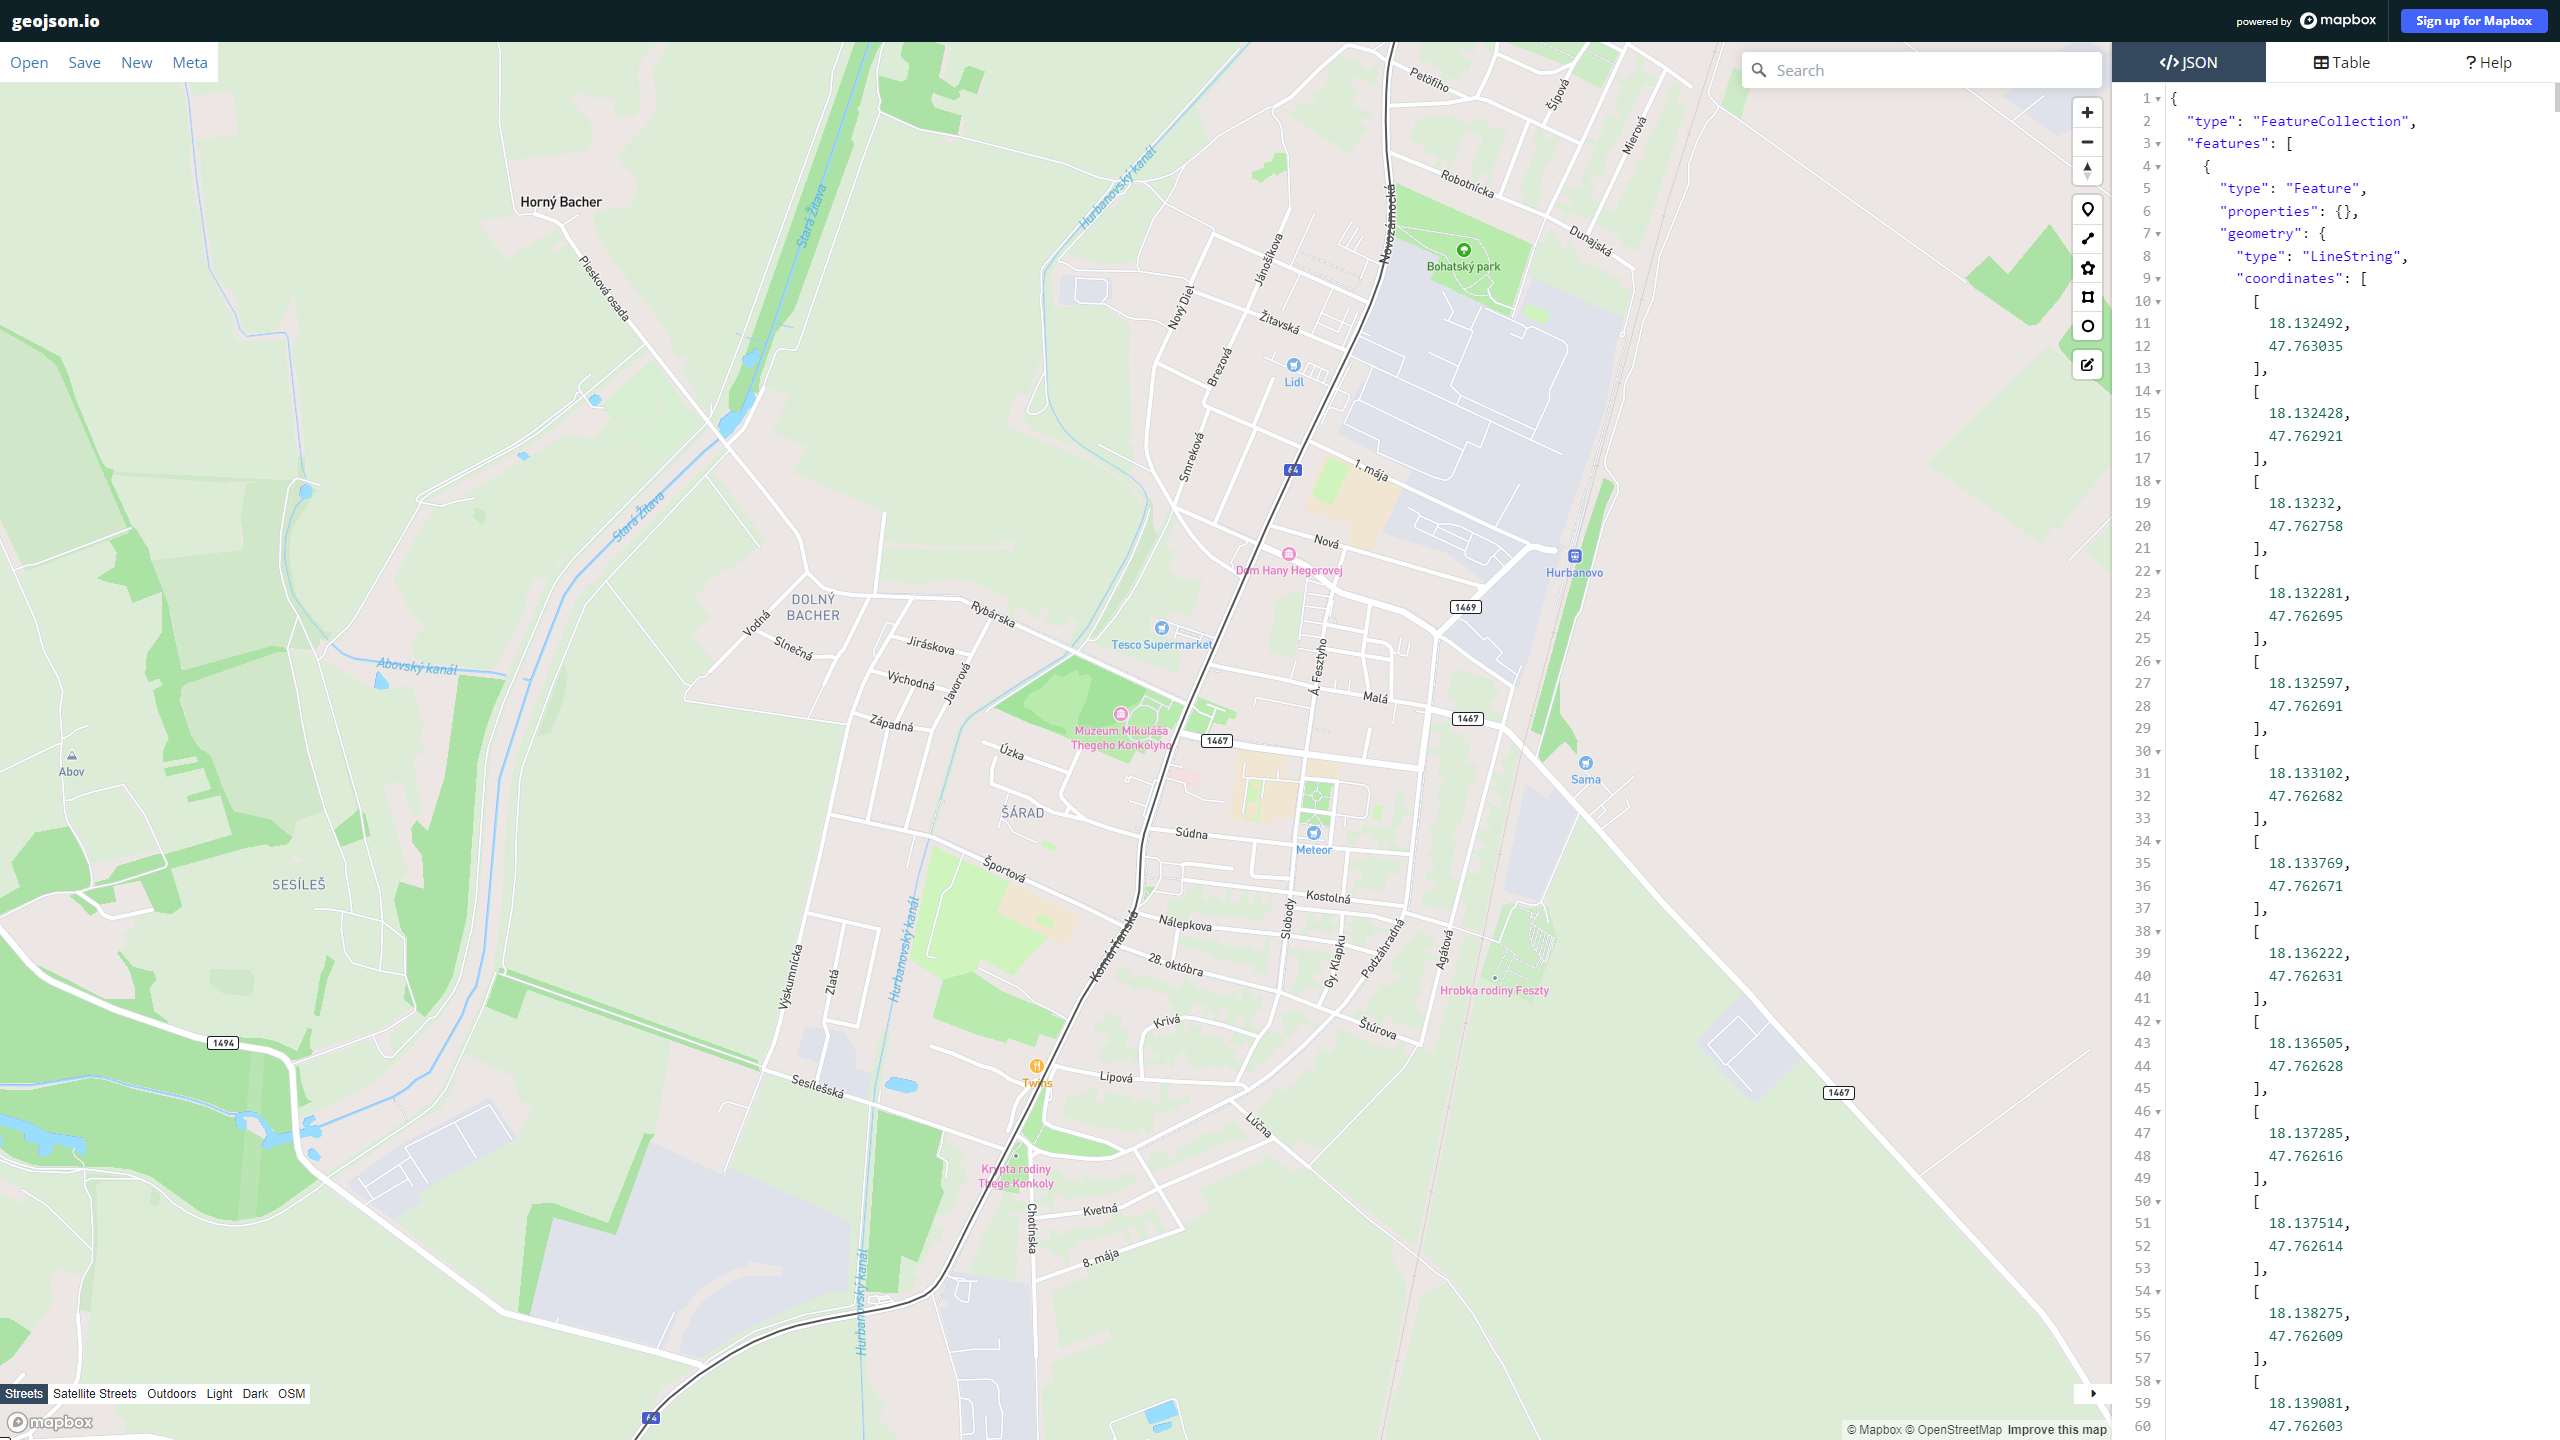 geojson.io
powered by mapbox
Sign up for Mapbox
Open Save New Meta
Search
JSON
Table
? Help
Petöfiho
Šípová
Mierová
Hurbanovský kanál
Robotnícka
Novozámocká
Horný Bacher
Stará Žitava
Dunajská
Bohatský park
Jánošíkova
Piesková osada
Nový Diel
Žitavská
Brezová
Lidl
Smreková
64
1. mája
Stará Žitava
Nová
Dom Hany Hegerovej
Hurbanovo
DOLNÝ
BACHER
1469
Rybárska
Vodná
Slnečná
Jiráskova
Tesco Supermarket
Á. Fesztyho
Abovský kanál
Východná
Javorová
Malá
Západná
1467
Múzeum Mikuláša
Thegeho Konkolyho
1467
Úzka
Abov
Sama
ŠÁRAD
Súdna
Meteor
Športová
SESÍLEŠ
Kostolná
Slobody
Nálepkova
Hurbanovský kanál
Komárňanská
Gy. Klapku
Podzáhradná
Agátová
28. októbra
Výskumnícka
Zlatá
Hrobka rodiny Feszty
Krivá
Štúrova
1494
Twins
Lipová
Sesílešská
1467
Lúčna
Krypta rodiny
Thege-Konkoly
Kvetná
Chotínska
8. mája
Hurbanovský kanál
64
Streets Satellite Streets Outdoors Light Dark OSM
mapbox
© Mapbox © OpenStreetMap Improve this map
1 {
2 "type": "FeatureCollection",
3 "features": [
4 {
5 "type": "Feature",
6 "properties": {},
7 "geometry": {
8 "type": "LineString",
9 "coordinates": [
10 [
11 18.132492,
12 47.763035
13 ],
14 [
15 18.132428,
16 47.762921
17 ],
18 [
19 18.13232,
20 47.762758
21 ],
22 [
23 18.132281,
24 47.762695
25 ],
26 [
27 18.132597,
28 47.762691
29 ],
30 [
31 18.133102,
32 47.762682
33 ],
34 [
35 18.133769,
36 47.762671
37 ],
38 [
39 18.136222,
40 47.762631
41 ],
42 [
43 18.136505,
44 47.762628
45 ],
46 [
47 18.137285,
48 47.762616
49 ],
50 [
51 18.137514,
52 47.762614
53 ],
54 [
55 18.138275,
56 47.762609
57 ],
58 [
59 18.139081,
60 47.762603